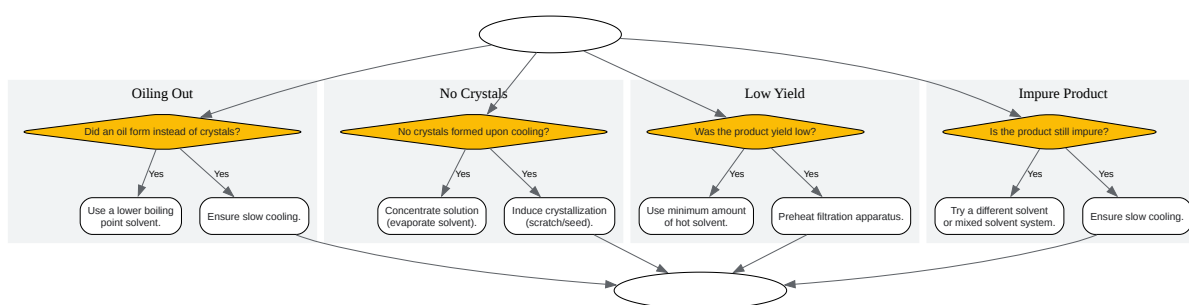 Oiling Out
No Crystals
Low Yield
Impure Product
Did an oil form instead of crystals?
No crystals formed upon cooling?
Was the product yield low?
Is the product still impure?
Yes
Yes
Yes
Yes
Yes
Yes
Yes
Yes
Use a lower boiling
point solvent.
Ensure slow cooling.
Concentrate solution
(evaporate solvent).
Induce crystallization
(scratch/seed).
Use minimum amount
of hot solvent.
Preheat filtration apparatus.
Try a different solvent
or mixed solvent system.
Ensure slow cooling.